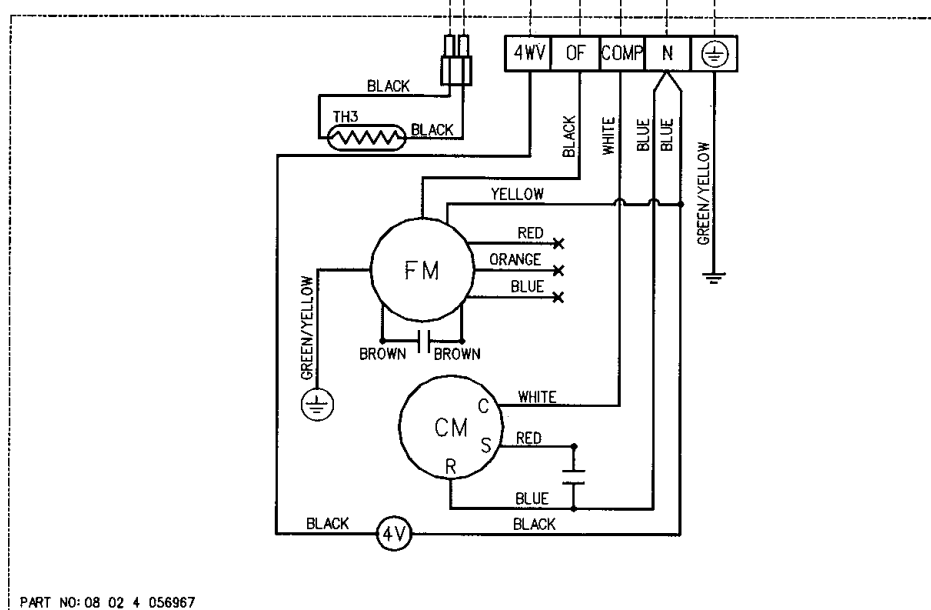 4WV OF COMP N
BLACK
TH3
BLACK
BLACK
WHITE
BLUE
BLUE
GREEN/YELLOW
YELLOW
RED
ORANGE
BLUE
FM
GREEN/YELLOW
BROWN BROWN
WHITE
C
CM
S
RED
R
BLUE
BLACK
4V
BLACK
PART NO: 08 02 4 056967